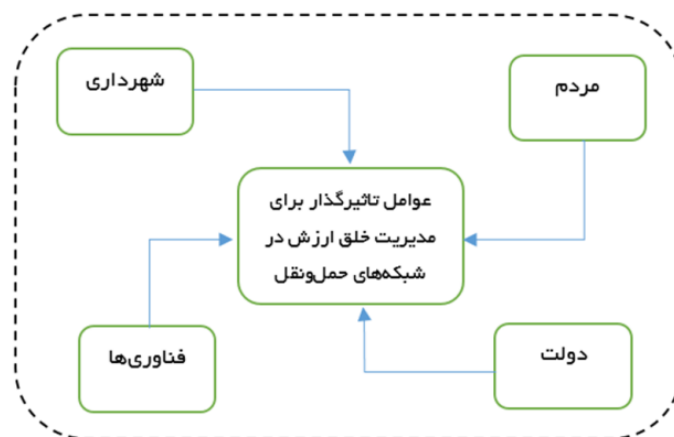 شهرداری
مردم
عوامل تاثیرگذار برای
مدیریت خلق ارزش در
شبکه‌های حمل‌ونقل
فناوری‌ها
دولت